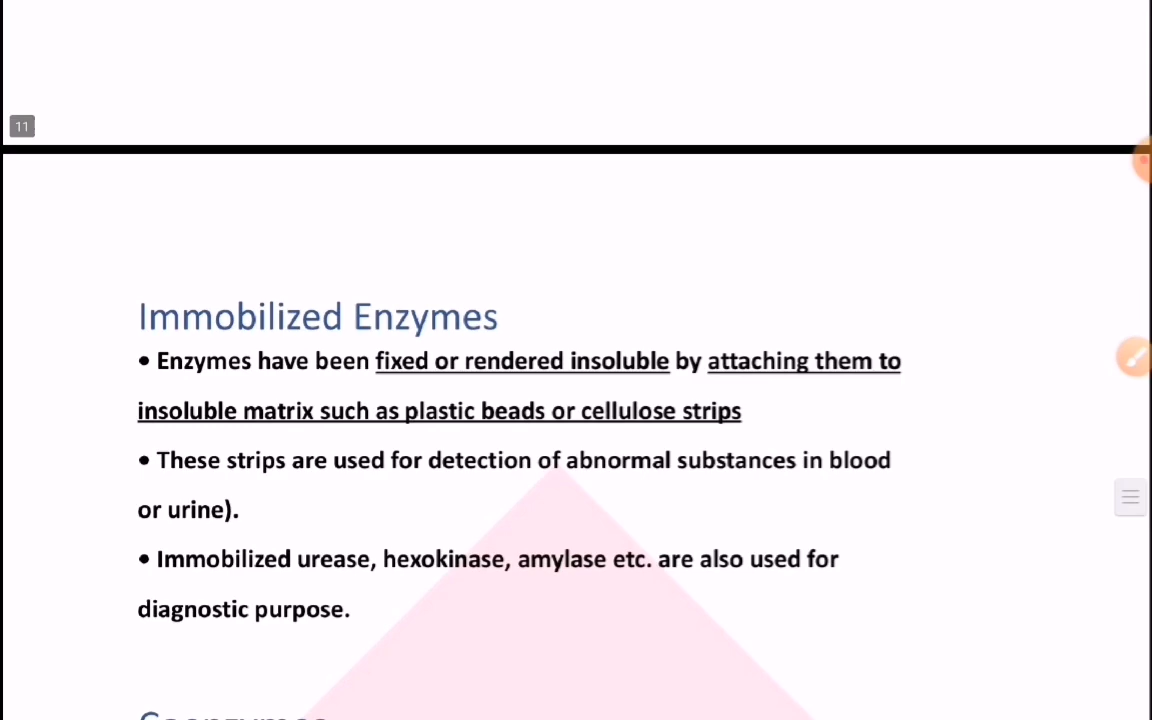 11
Immobilized Enzymes
• Enzymes have been fixed or rendered insoluble by attaching them to
insoluble matrix such as plastic beads or cellulose strips
• These strips are used for detection of abnormal substances in blood
or urine).
• Immobilized urease, hexokinase, amylase etc. are also used for
diagnostic purpose.